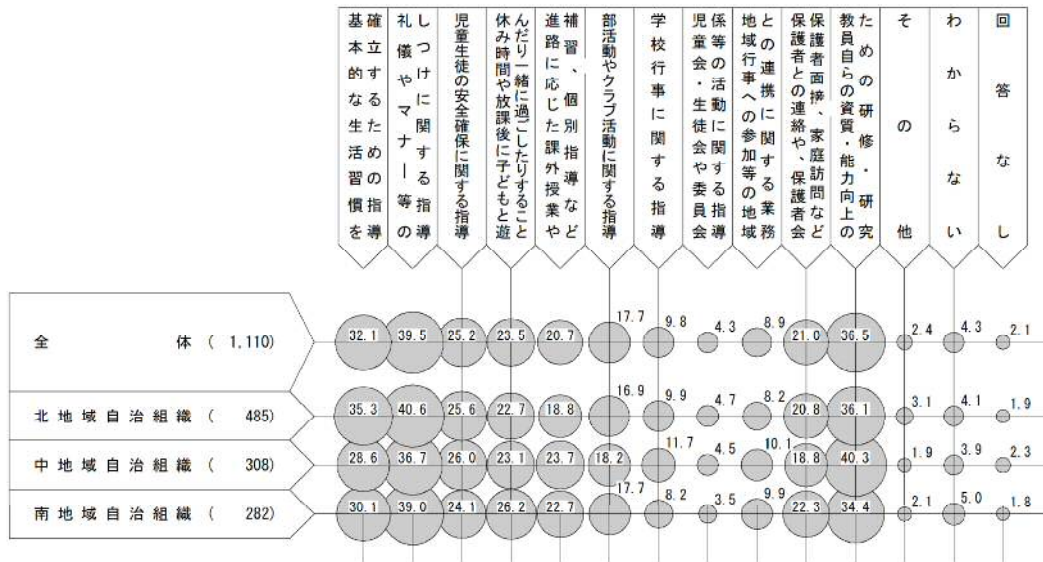 基本的な生活習慣を
確立するための指導
礼儀やマナー等の
しつけに関する指導
児童生徒の安全確保に関する指導
休み時間や放課後に子どもと遊
んだり一緒に過ごしたりすること
補習、個別指導など
進路に応じた課外授業や
部活動やクラブ活動に関する指導
学校行事に関する指導
児童会・生徒会や委員会
係等の活動に関する指導
地域行事への参加等の地域
との連携に関する業務
保護者面接、家庭訪問など
保護者との連絡や、保護者会
教員自らの資質・能力向上の
ための研修・研究
その他
わからない
回答なし
全体 ( 1,110)
32.1 39.5 25.2 23.5 20.7 17.7 9.8 4.3 8.9 21.0 36.5 2.4 4.3 2.1
北地域自治組織 ( 485)
35.3 40.6 25.6 22.7 18.8 16.9 9.9 4.7 8.2 20.8 36.1 3.1 4.1 1.9
中地域自治組織 ( 308)
28.6 36.7 26.0 23.1 23.7 18.2 11.7 4.5 10.1 18.8 40.3 1.9 3.9 2.3
南地域自治組織 ( 282)
30.1 39.0 24.1 26.2 22.7 17.7 8.2 3.5 9.9 22.3 34.4 2.1 5.0 1.8